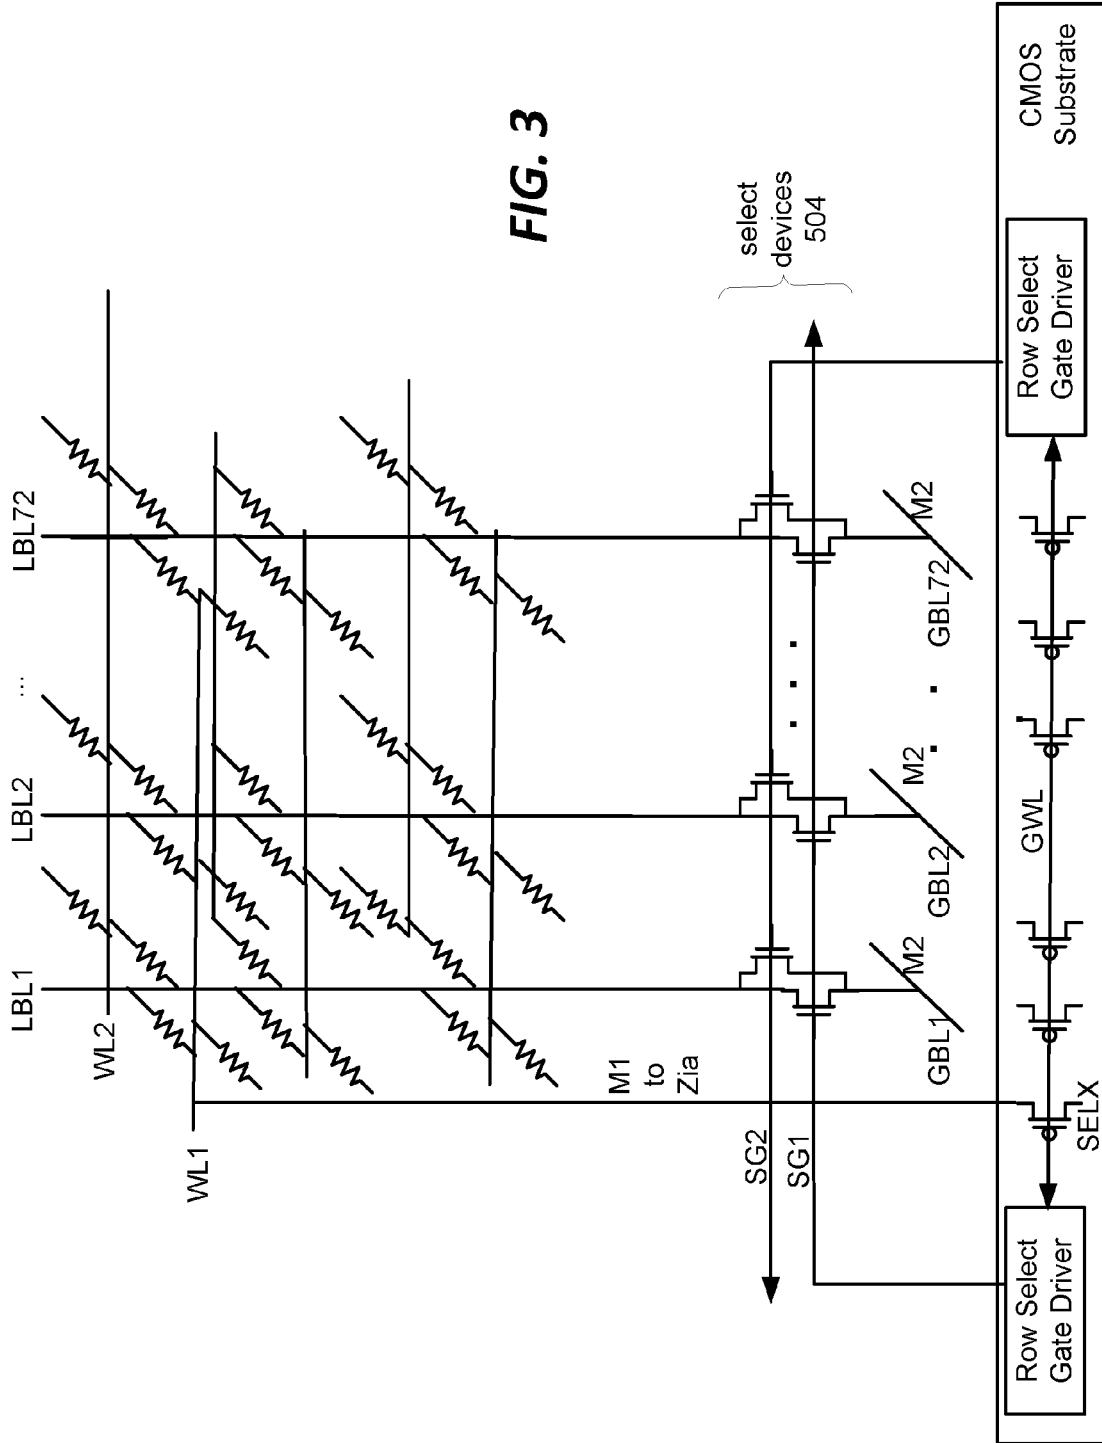 LBL1
LBL2
...
LBL72
WL2
WL1
M1
to
Zia
SG2
SG1
select
devices
504
GBL1
M2
GBL2
M2
GBL72
M2
GWL
SELX
Row Select
Gate Driver
Row Select
Gate Driver
CMOS
Substrate
FIG. 3